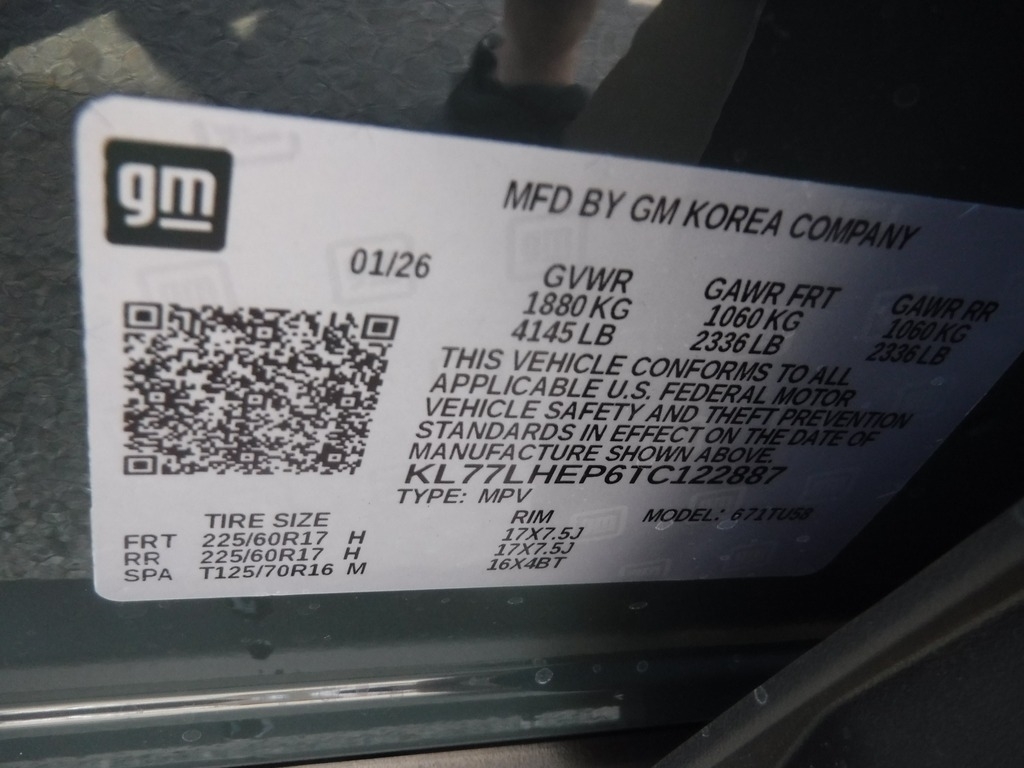 gm
MFD BY GM KOREA COMPANY
01/26
GVWR GAWR FRT GAWR RR
1880 KG 1060 KG 1060 KG
4145 LB 2336 LB 2336 LB
THIS VEHICLE CONFORMS TO ALL
APPLICABLE U.S. FEDERAL MOTOR
VEHICLE SAFETY AND THEFT PREVENTION
STANDARDS IN EFFECT ON THE DATE OF
MANUFACTURE SHOWN ABOVE.
KL77LHEP6TC122887
TYPE: MPV MODEL: 671TU58
TIRE SIZE RIM
FRT 225/60R17 H 17X7.5J
RR 225/60R17 H 17X7.5J
SPA T125/70R16 M 16X4BT